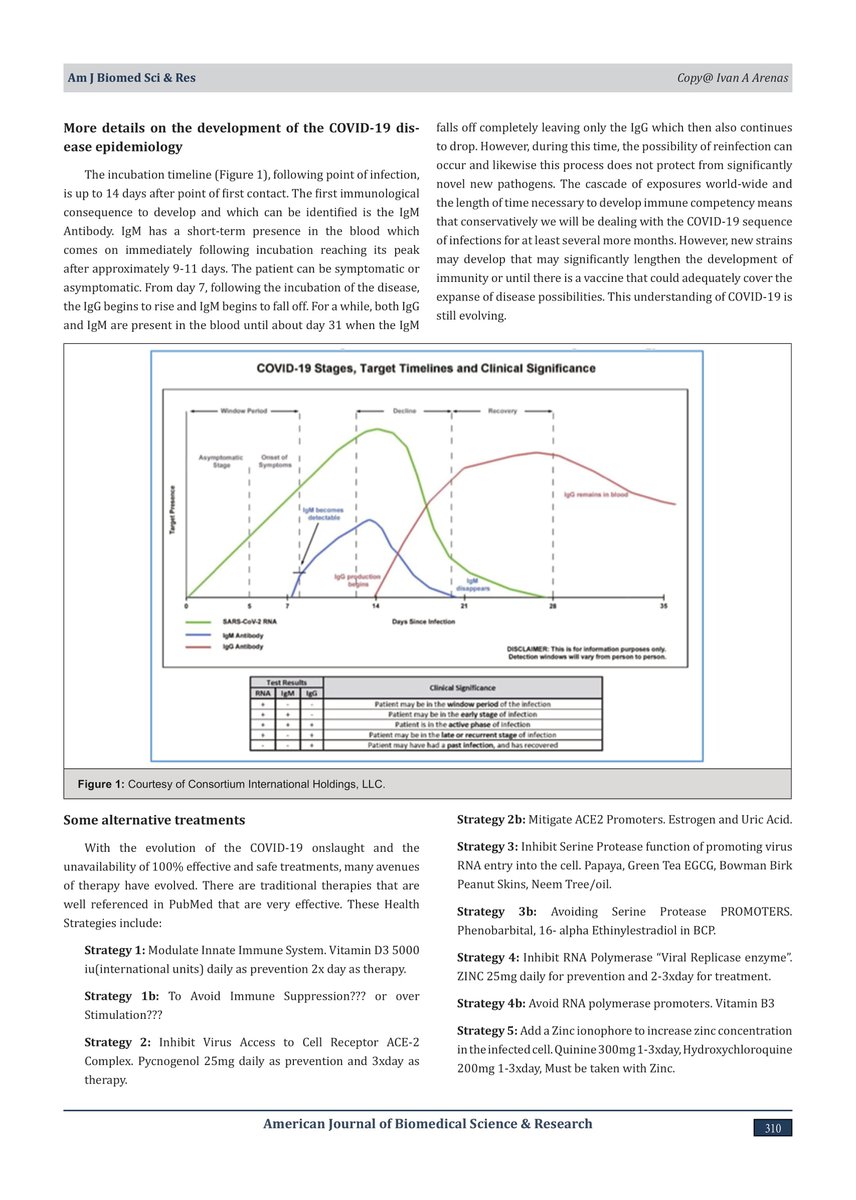 Am J Biomed Sci & Res
Copy@ Ivan A Arenas
More details on the development of the COVID-19 dis-
ease epidemiology
The incubation timeline (Figure 1), following point of infection,
is up to 14 days after point of first contact. The first immunological
consequence to develop and which can be identified is the IgM
Antibody. IgM has a short-term presence in the blood which
comes on immediately following incubation reaching its peak
after approximately 9-11 days. The patient can be symptomatic or
asymptomatic. From day 7, following the incubation of the disease,
the IgG begins to rise and IgM begins to fall off. For a while, both IgG
and IgM are present in the blood until about day 31 when the IgM
falls off completely leaving only the IgG which then also continues
to drop. However, during this time, the possibility of reinfection can
occur and likewise this process does not protect from significantly
novel new pathogens. The cascade of exposures world-wide and
the length of time necessary to develop immune competency means
that conservatively we will be dealing with the COVID-19 sequence
of infections for at least several more months. However, new strains
may develop that may significantly lengthen the development of
immunity or until there is a vaccine that could adequately cover the
expanse of disease possibilities. This understanding of COVID-19 is
still evolving.
COVID-19 Stages, Target Timelines and Clinical Significance
Window Period
Decline
Recovery
Asymptomatic
Stage
Onset of
Symptoms
IgM becomes
detectable
IgG production
begins
IgM
disappears
IgG remains in blood
Target Presence
0 5 7 14 21 28 35
Days Since Infection
SARS-CoV-2 RNA
IgM Antibody
IgG Antibody
DISCLAIMER: This is for information purposes only.
Detection windows will vary from person to person.
Test Results
Clinical Significance
RNA IgM IgG
+ - - Patient may be in the window period of the infection
+ + - Patient may be in the early stage of infection
+ + + Patient is in the active phase of infection
+ - + Patient may be in the late or recurrent stage of infection
- - + Patient may have had a past infection, and has recovered
Figure 1: Courtesy of Consortium International Holdings, LLC.
Some alternative treatments
With the evolution of the COVID-19 onslaught and the
unavailability of 100% effective and safe treatments, many avenues
of therapy have evolved. There are traditional therapies that are
well referenced in PubMed that are very effective. These Health
Strategies include:
Strategy 1: Modulate Innate Immune System. Vitamin D3 5000
iu(international units) daily as prevention 2x day as therapy.
Strategy 1b: To Avoid Immune Suppression??? or over
Stimulation???
Strategy 2: Inhibit Virus Access to Cell Receptor ACE-2
Complex. Pycnogenol 25mg daily as prevention and 3xday as
therapy.
Strategy 2b: Mitigate ACE2 Promoters. Estrogen and Uric Acid.
Strategy 3: Inhibit Serine Protease function of promoting virus
RNA entry into the cell. Papaya, Green Tea EGCG, Bowman Birk
Peanut Skins, Neem Tree/oil.
Strategy 3b: Avoiding Serine Protease PROMOTERS.
Phenobarbital, 16- alpha Ethinylestradiol in BCP.
Strategy 4: Inhibit RNA Polymerase “Viral Replicase enzyme”.
ZINC 25mg daily for prevention and 2-3xday for treatment.
Strategy 4b: Avoid RNA polymerase promoters. Vitamin B3
Strategy 5: Add a Zinc ionophore to increase zinc concentration
in the infected cell. Quinine 300mg 1-3xday, Hydroxychloroquine
200mg 1-3xday, Must be taken with Zinc.
American Journal of Biomedical Science & Research
310